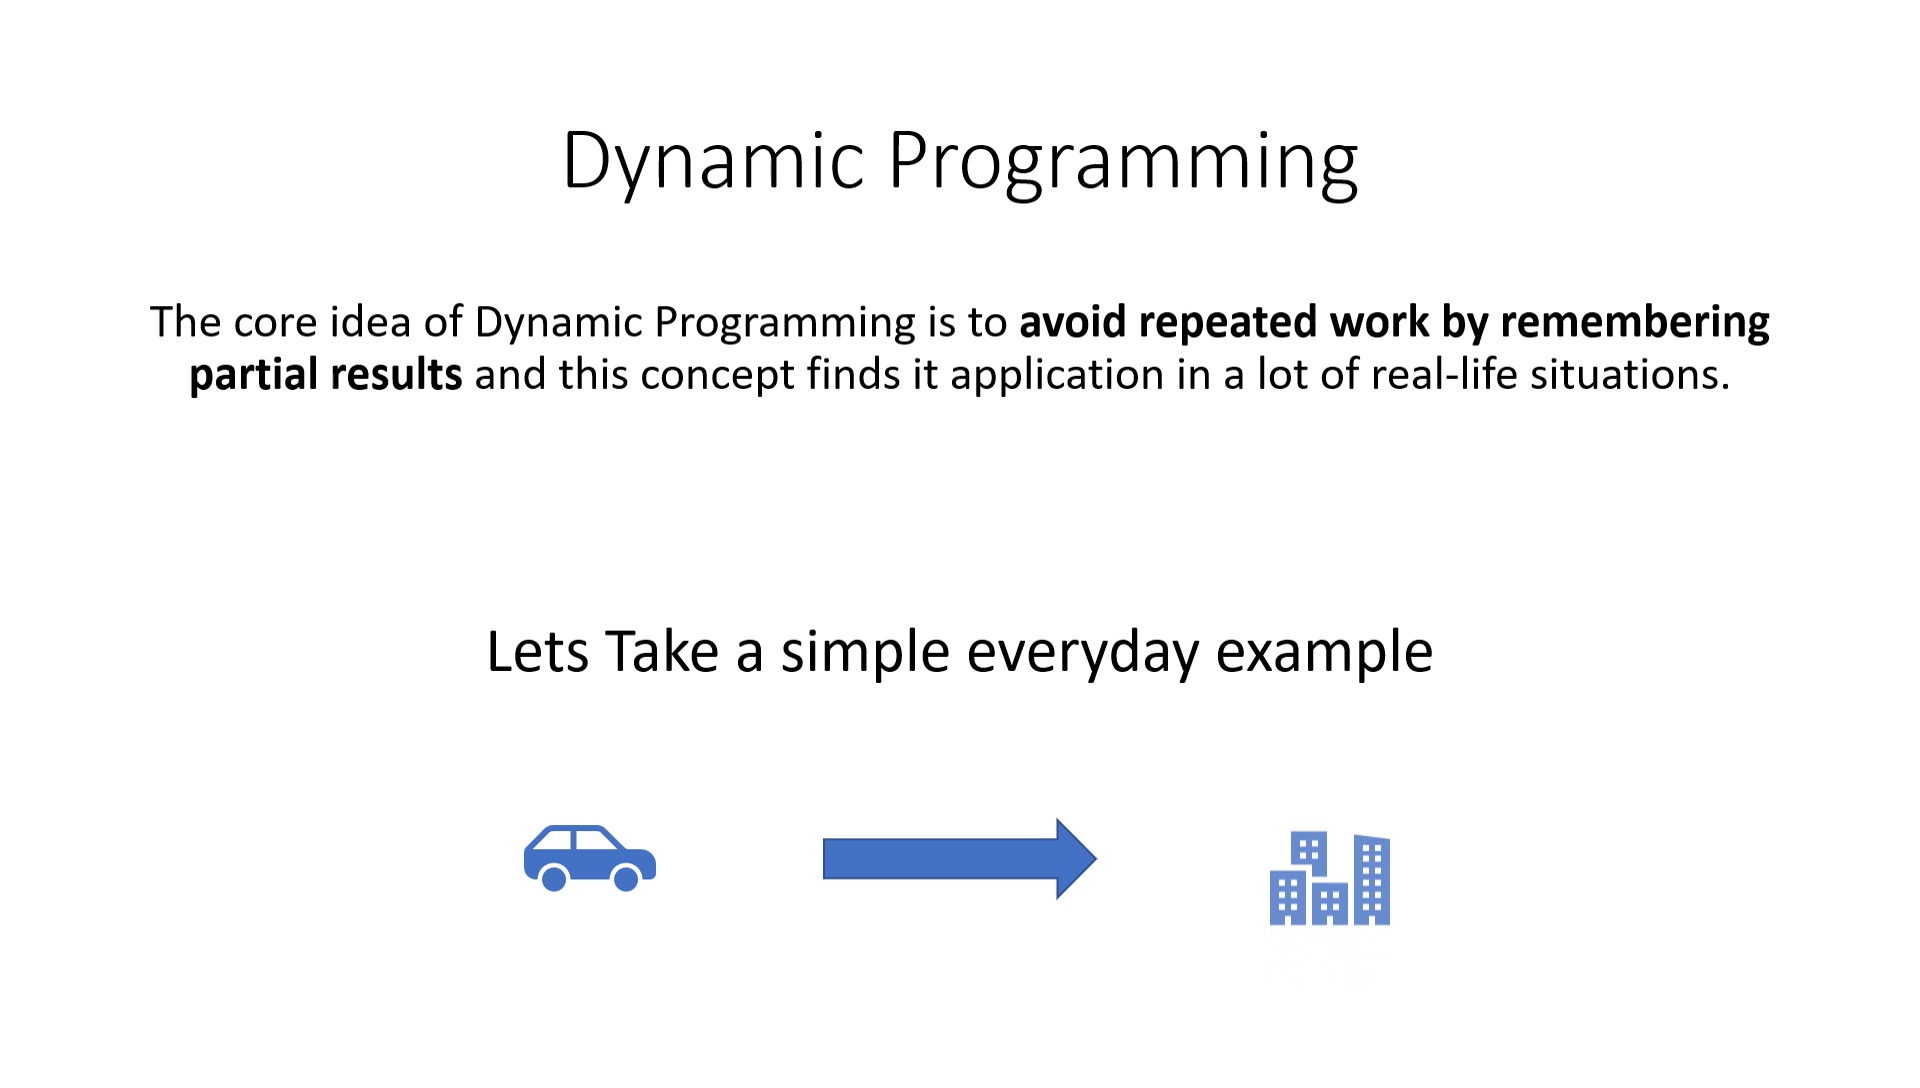 Dynamic Programming
The core idea of Dynamic Programming is to avoid repeated work by remembering
partial results and this concept finds it application in a lot of real-life situations.
Lets Take a simple everyday example